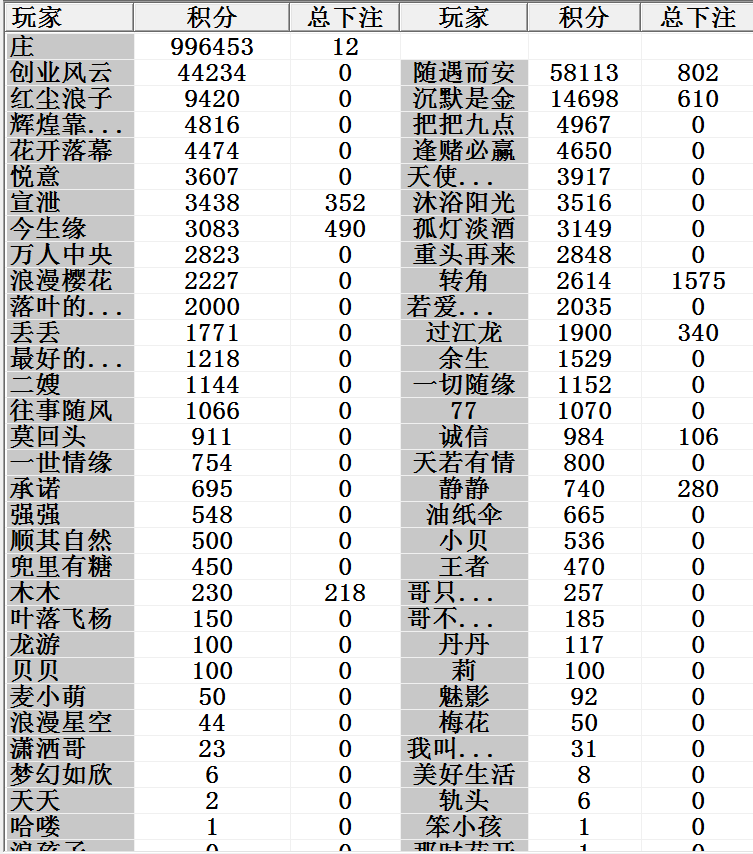 玩家 积分 总下注 玩家 积分 总下注
庄 996453 12
创业风云 44234 0 随遇而安 58113 802
红尘浪子 9420 0 沉默是金 14698 610
辉煌靠... 4816 0 把把九点 4967 0
花开落幕 4474 0 逢赌必赢 4650 0
悦意 3607 0 天使... 3917 0
宣泄 3438 352 沐浴阳光 3516 0
今生缘 3083 490 孤灯淡酒 3149 0
万人中央 2823 0 重头再来 2848 0
浪漫樱花 2227 0 转角 2614 1575
落叶的... 2000 0 若爱... 2035 0
丢丢 1771 0 过江龙 1900 340
最好的... 1218 0 余生 1529 0
二嫂 1144 0 一切随缘 1152 0
往事随风 1066 0 77 1070 0
莫回头 911 0 诚信 984 106
一世情缘 754 0 天若有情 800 0
承诺 695 0 静静 740 280
强强 548 0 油纸伞 665 0
顺其自然 500 0 小贝 536 0
兜里有糖 450 0 王者 470 0
木木 230 218 哥只... 257 0
叶落飞杨 150 0 哥不... 185 0
龙游 100 0 丹丹 117 0
贝贝 100 0 莉 100 0
麦小萌 50 0 魅影 92 0
浪漫星空 44 0 梅花 50 0
潇洒哥 23 0 我叫... 31 0
梦幻如欣 6 0 美好生活 8 0
天天 2 0 轨头 6 0
哈喽 1 0 笨小孩 1 0
浪孩子 0 0 那时花开 1 0